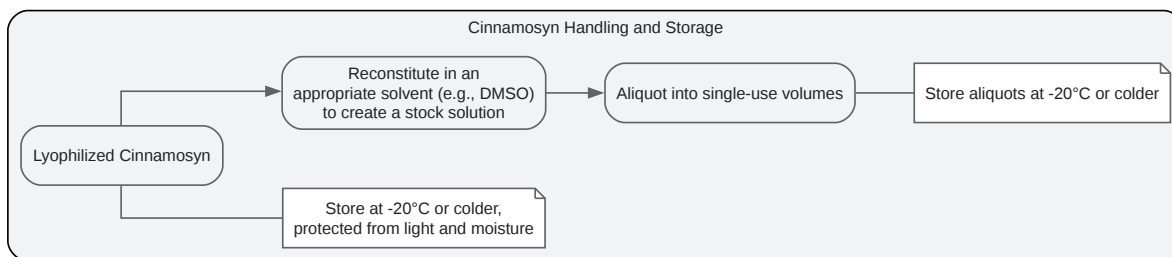 Cinnamosyn Handling and Storage
Reconstitute in an
appropriate solvent (e.g., DMSO)
to create a stock solution
Aliquot into single-use volumes
Store aliquots at -20°C or colder
Lyophilized Cinnamosyn
Store at -20°C or colder,
protected from light and moisture